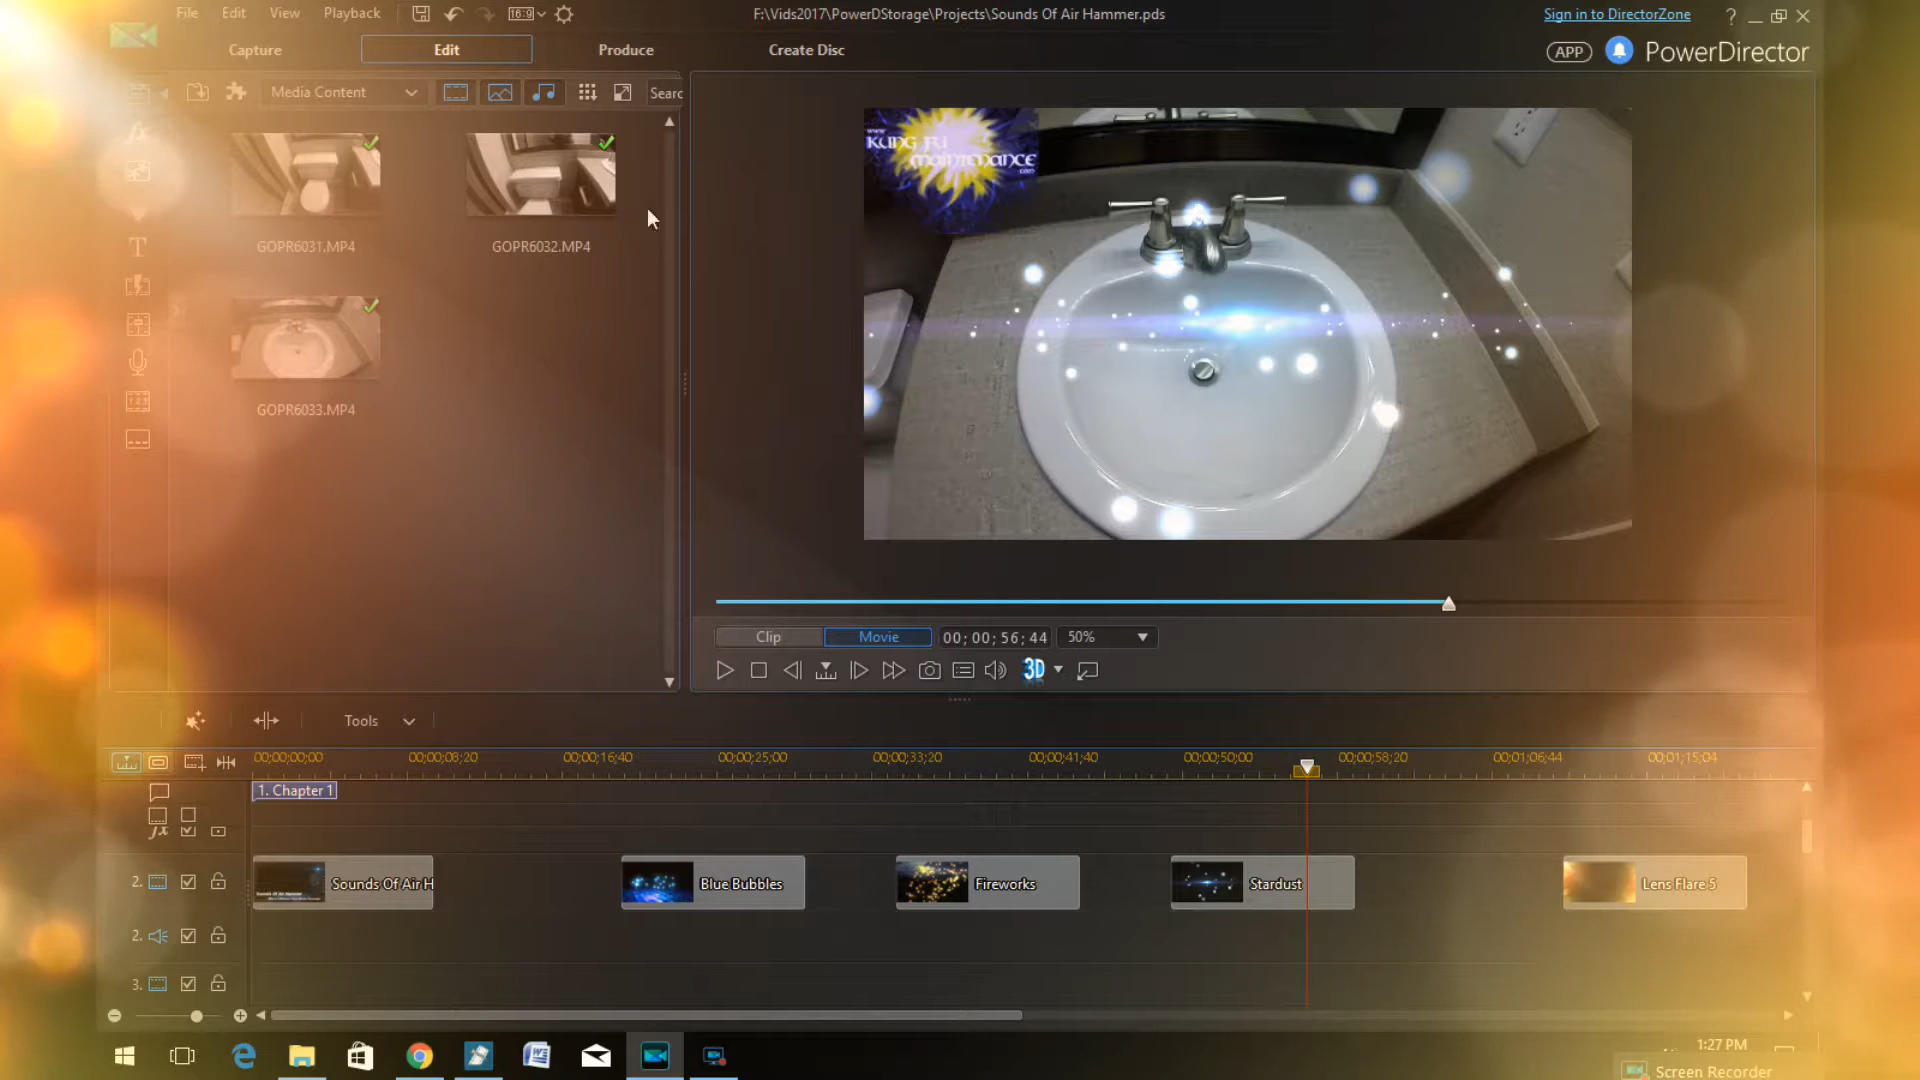 File Edit View Playback
16:9
F:\Vids2017\PowerDStorage\Projects\Sounds Of Air Hammer.pds
Sign in to DirectorZone
?
Capture Edit Produce Create Disc
APP PowerDirector
Media Content
Searc
www.
KUNG FU
MAINTENANCE
.com
GOPR6031.MP4 GOPR6032.MP4
GOPR6033.MP4
T
Clip Movie 00; 00; 56; 44 50%
3D
Tools
00;00;00;00 00;00;08;20 00;00;16;40 00;00;25;00 00;00;33;20 00;00;41;40 00;00;50;00 00;00;58;20 00;01;06;44 00;01;15;04
1. Chapter 1
fx
2. Sounds Of Air H Blue Bubbles Fireworks Stardust Lens Flare 5
2.
3.
1:27 PM
Screen Recorder